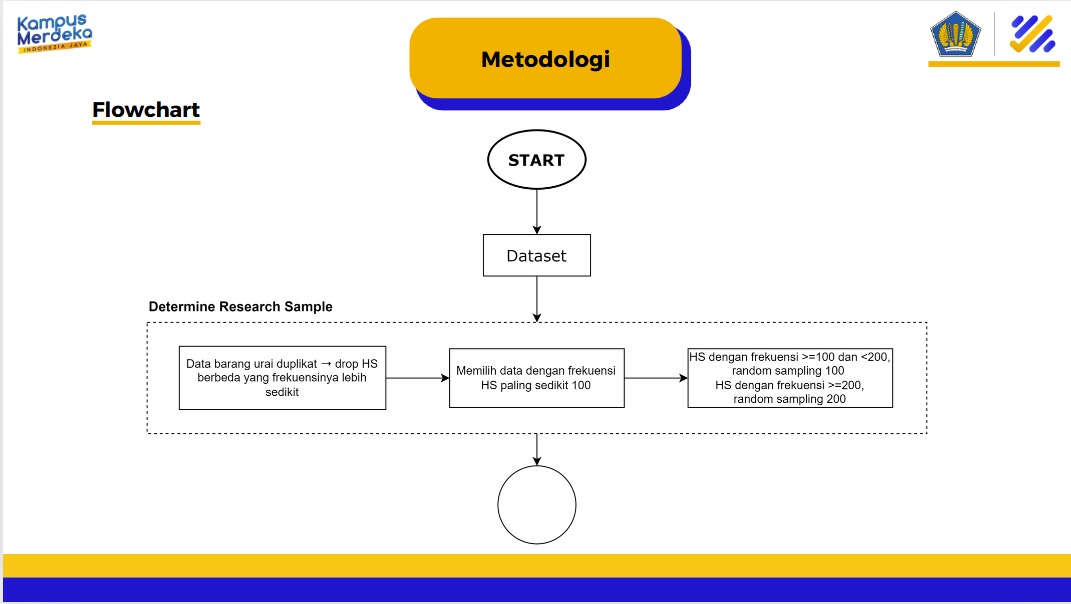 Kampus
Merdeka
INDONESIA JAYA
Metodologi
Flowchart
START
Dataset
Determine Research Sample
Data barang urai duplikat → drop HS
berbeda yang frekuensinya lebih
sedikit
Memilih data dengan frekuensi
HS paling sedikit 100
HS dengan frekuensi >=100 dan <200,
random sampling 100
HS dengan frekuensi >=200,
random sampling 200